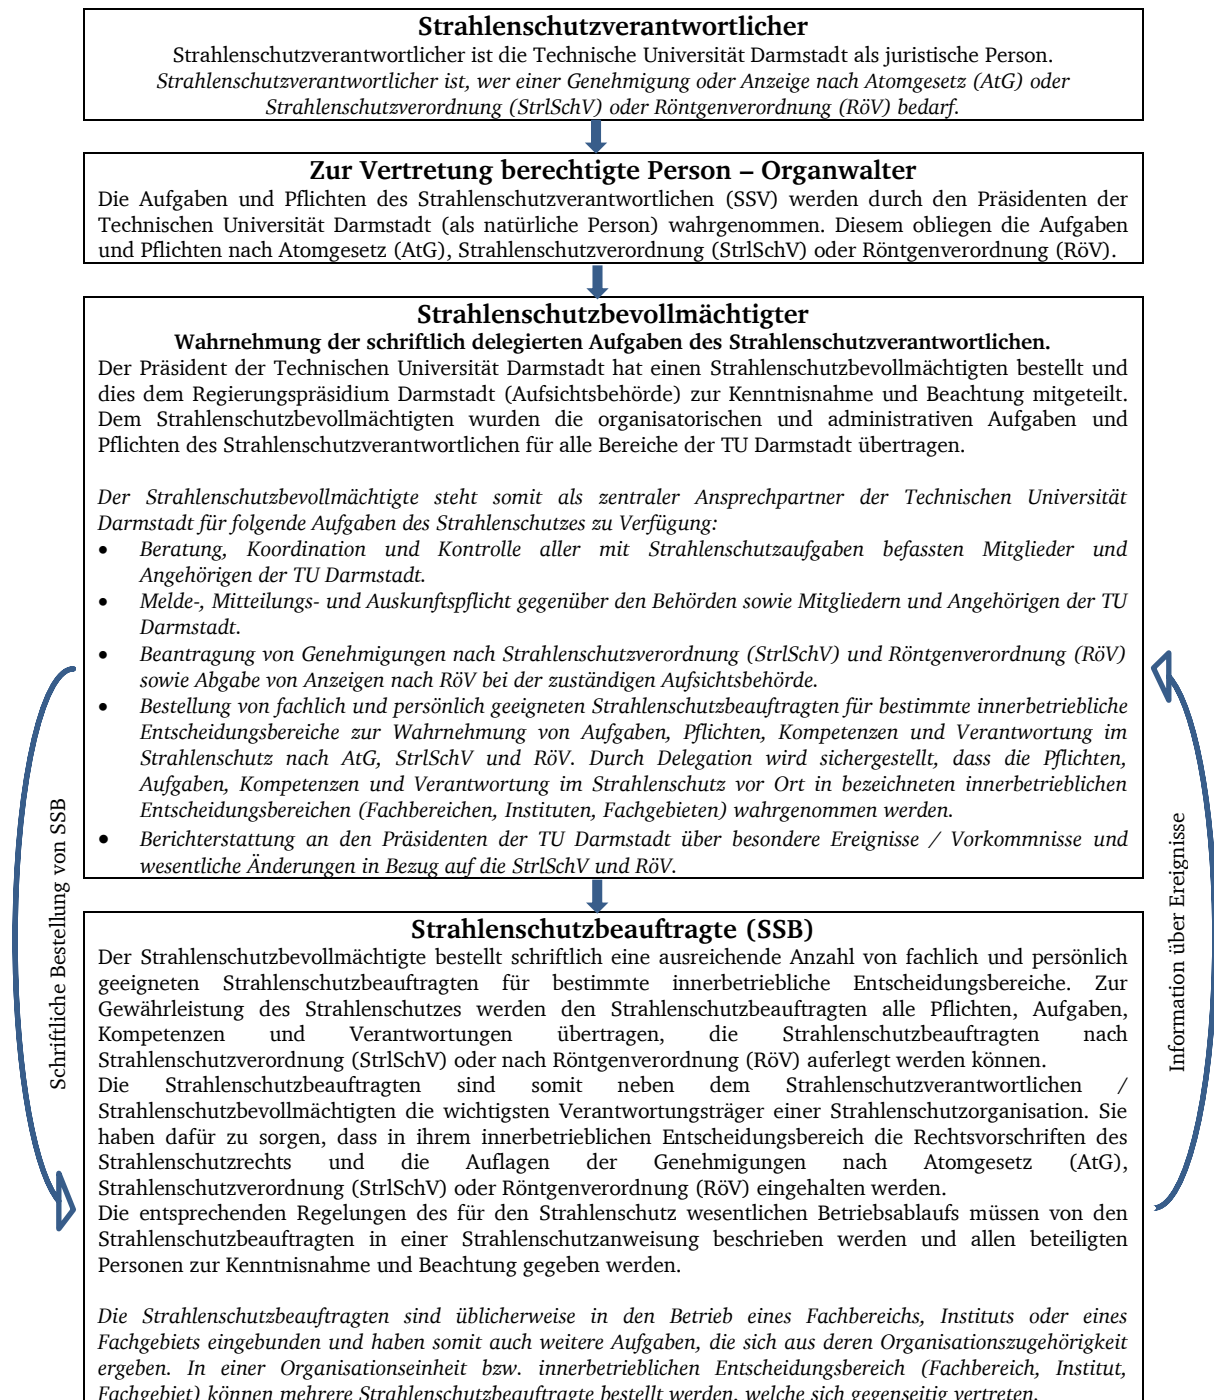 Strahlenschutzverantwortlicher
Strahlenschutzverantwortlicher ist die Technische Universität Darmstadt als juristische Person.
Strahlenschutzverantwortlicher ist, wer einer Genehmigung oder Anzeige nach Atomgesetz (AtG) oder
Strahlenschutzverordnung (StrlSchV) oder Röntgenverordnung (RöV) bedarf.
Zur Vertretung berechtigte Person – Organwalter
Die Aufgaben und Pflichten des Strahlenschutzverantwortlichen (SSV) werden durch den Präsidenten der
Technischen Universität Darmstadt (als natürliche Person) wahrgenommen. Diesem obliegen die Aufgaben
und Pflichten nach Atomgesetz (AtG), Strahlenschutzverordnung (StrlSchV) oder Röntgenverordnung (RöV).
Strahlenschutzbevollmächtigter
Wahrnehmung der schriftlich delegierten Aufgaben des Strahlenschutzverantwortlichen.
Der Präsident der Technischen Universität Darmstadt hat einen Strahlenschutzbevollmächtigten bestellt und
dies dem Regierungspräsidium Darmstadt (Aufsichtsbehörde) zur Kenntnisnahme und Beachtung mitgeteilt.
Dem Strahlenschutzbevollmächtigten wurden die organisatorischen und administrativen Aufgaben und
Pflichten des Strahlenschutzverantwortlichen für alle Bereiche der TU Darmstadt übertragen.
Der Strahlenschutzbevollmächtigte steht somit als zentraler Ansprechpartner der Technischen Universität
Darmstadt für folgende Aufgaben des Strahlenschutzes zu Verfügung:
• Beratung, Koordination und Kontrolle aller mit Strahlenschutzaufgaben befassten Mitglieder und
Angehörigen der TU Darmstadt.
• Melde-, Mitteilungs- und Auskunftspflicht gegenüber den Behörden sowie Mitgliedern und Angehörigen der TU
Darmstadt.
• Beantragung von Genehmigungen nach Strahlenschutzverordnung (StrlSchV) und Röntgenverordnung (RöV)
sowie Abgabe von Anzeigen nach RöV bei der zuständigen Aufsichtsbehörde.
• Bestellung von fachlich und persönlich geeigneten Strahlenschutzbeauftragten für bestimmte innerbetriebliche
Entscheidungsbereiche zur Wahrnehmung von Aufgaben, Pflichten, Kompetenzen und Verantwortung im
Strahlenschutz nach AtG, StrlSchV und RöV. Durch Delegation wird sichergestellt, dass die Pflichten,
Aufgaben, Kompetenzen und Verantwortung im Strahlenschutz vor Ort in bezeichneten innerbetrieblichen
Entscheidungsbereichen (Fachbereichen, Instituten, Fachgebieten) wahrgenommen werden.
• Berichterstattung an den Präsidenten der TU Darmstadt über besondere Ereignisse / Vorkommnisse und
wesentliche Änderungen in Bezug auf die StrlSchV und RöV.
Schriftliche Bestellung von SSB
Information über Ereignisse
Strahlenschutzbeauftragte (SSB)
Der Strahlenschutzbevollmächtigte bestellt schriftlich eine ausreichende Anzahl von fachlich und persönlich
geeigneten Strahlenschutzbeauftragten für bestimmte innerbetriebliche Entscheidungsbereiche. Zur
Gewährleistung des Strahlenschutzes werden den Strahlenschutzbeauftragten alle Pflichten, Aufgaben,
Kompetenzen und Verantwortungen übertragen, die Strahlenschutzbeauftragten nach
Strahlenschutzverordnung (StrlSchV) oder nach Röntgenverordnung (RöV) auferlegt werden können.
Die Strahlenschutzbeauftragten sind somit neben dem Strahlenschutzverantwortlichen /
Strahlenschutzbevollmächtigten die wichtigsten Verantwortungsträger einer Strahlenschutzorganisation. Sie
haben dafür zu sorgen, dass in ihrem innerbetrieblichen Entscheidungsbereich die Rechtsvorschriften des
Strahlenschutzrechts und die Auflagen der Genehmigungen nach Atomgesetz (AtG),
Strahlenschutzverordnung (StrlSchV) oder Röntgenverordnung (RöV) eingehalten werden.
Die entsprechenden Regelungen des für den Strahlenschutz wesentlichen Betriebsablaufs müssen von den
Strahlenschutzbeauftragten in einer Strahlenschutzanweisung beschrieben werden und allen beteiligten
Personen zur Kenntnisnahme und Beachtung gegeben werden.
Die Strahlenschutzbeauftragten sind üblicherweise in den Betrieb eines Fachbereichs, Instituts oder eines
Fachgebiets eingebunden und haben somit auch weitere Aufgaben, die sich aus deren Organisationszugehörigkeit
ergeben. In einer Organisationseinheit bzw. innerbetrieblichen Entscheidungsbereich (Fachbereich, Institut,
Fachgebiet) können mehrere Strahlenschutzbeauftragte bestellt werden, welche sich gegenseitig vertreten.